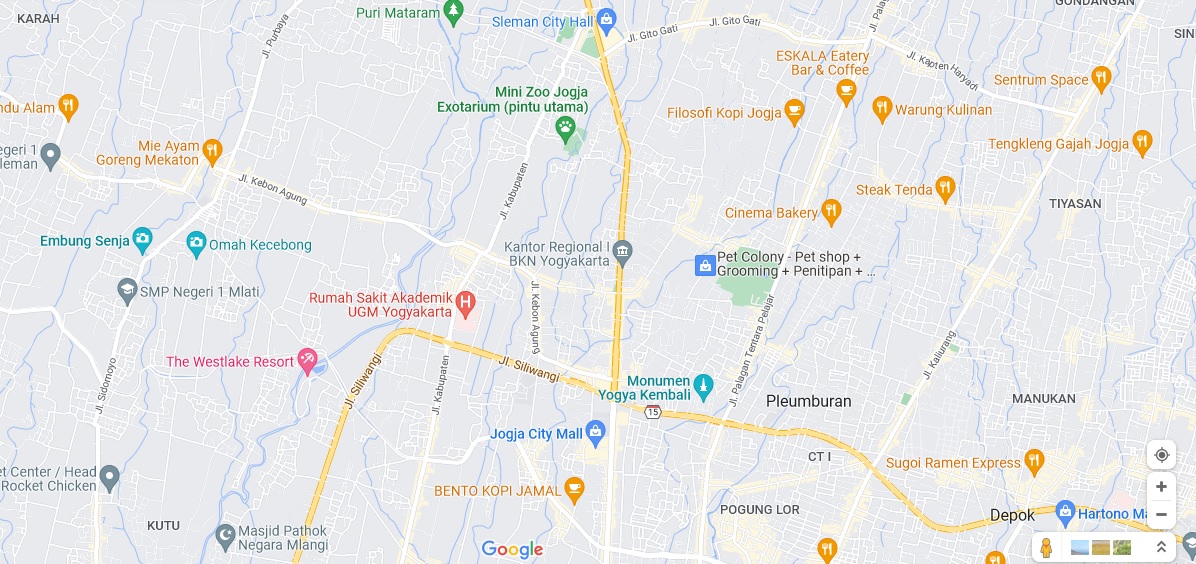 KARAH
Jl. Purbaya
Puri Mataram
Sleman City Hall
Jl. Gito Gati
Jl. Gito Gati
Jl. Pala
GONDANGAN
SIN
ESKALA Eatery
Bar & Coffee
Jl. Kapten Haryadi
Sentrum Space
ndu Alam
Mini Zoo Jogja
Exotarium (pintu utama)
Filosofi Kopi Jogja
Warung Kulinan
Tengkleng Gajah Jogja
egeri 1
leman
Mie Ayam
Goreng Mekaton
Jl. Kebon Agung
Jl. Kabupaten
Steak Tenda
TIYASAN
Cinema Bakery
Embung Senja
Omah Kecebong
Kantor Regional I
BKN Yogyakarta
Pet Colony - Pet shop +
Grooming + Penitipan + ...
SMP Negeri 1 Mlati
Rumah Sakit Akademik
UGM Yogyakarta
H
Jl. Kebon Agung
Jl. Palagan Tentara Pelajar
Jl. Kaliurang
The Westlake Resort
Jl. Sidomoyo
Jl. Siliwangi
Jl. Kabupaten
Jl. Siliwangi
Monumen
Yogya Kembali
15
Pleumburan
MANUKAN
Jogja City Mall
CT I
Sugoi Ramen Express
et Center / Head
Rocket Chicken
BENTO KOPI JAMAL
POGUNG LOR
Depok
Hartono Ma
KUTU
Masjid Pathok
Negara Mlangi
Google